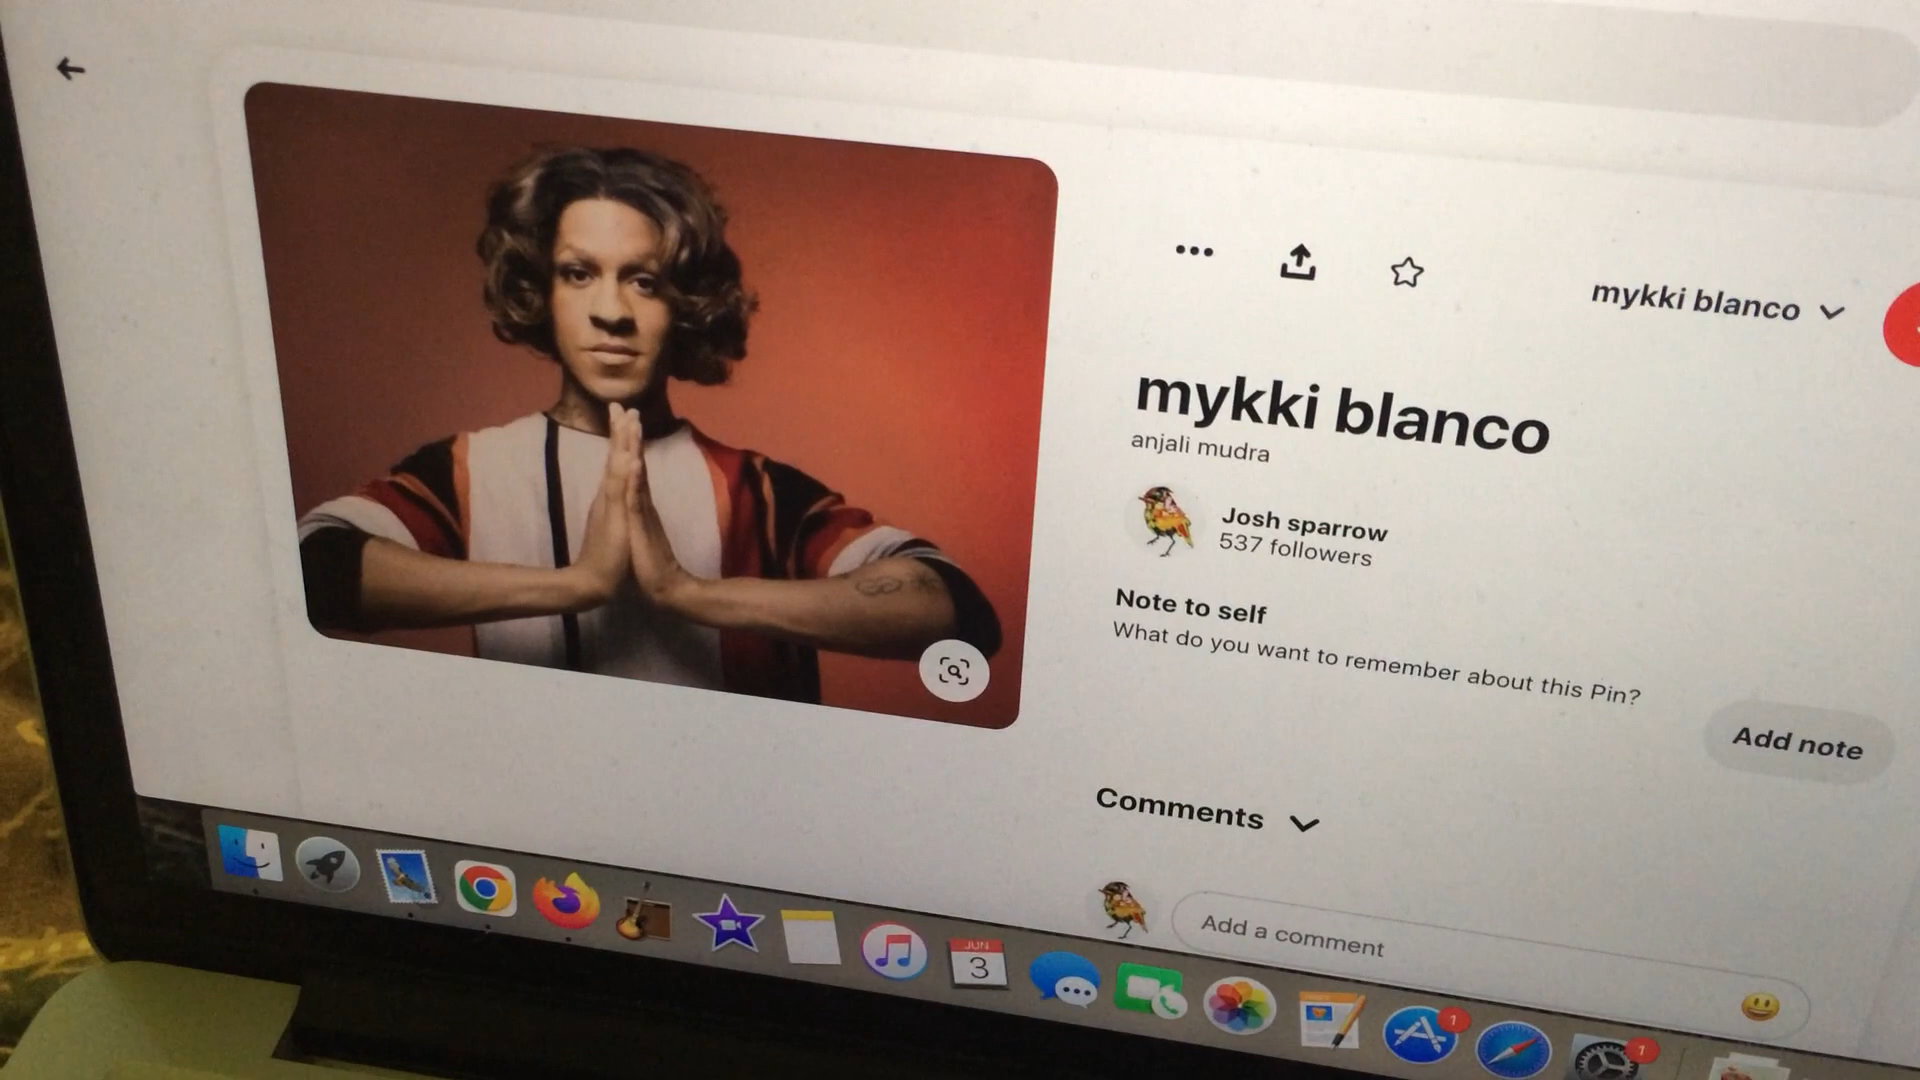 mykki blanco
mykki blanco
anjali mudra
Josh sparrow
537 followers
Note to self
What do you want to remember about this Pin?
Add note
Comments
Add a comment
JUN
3
1
1